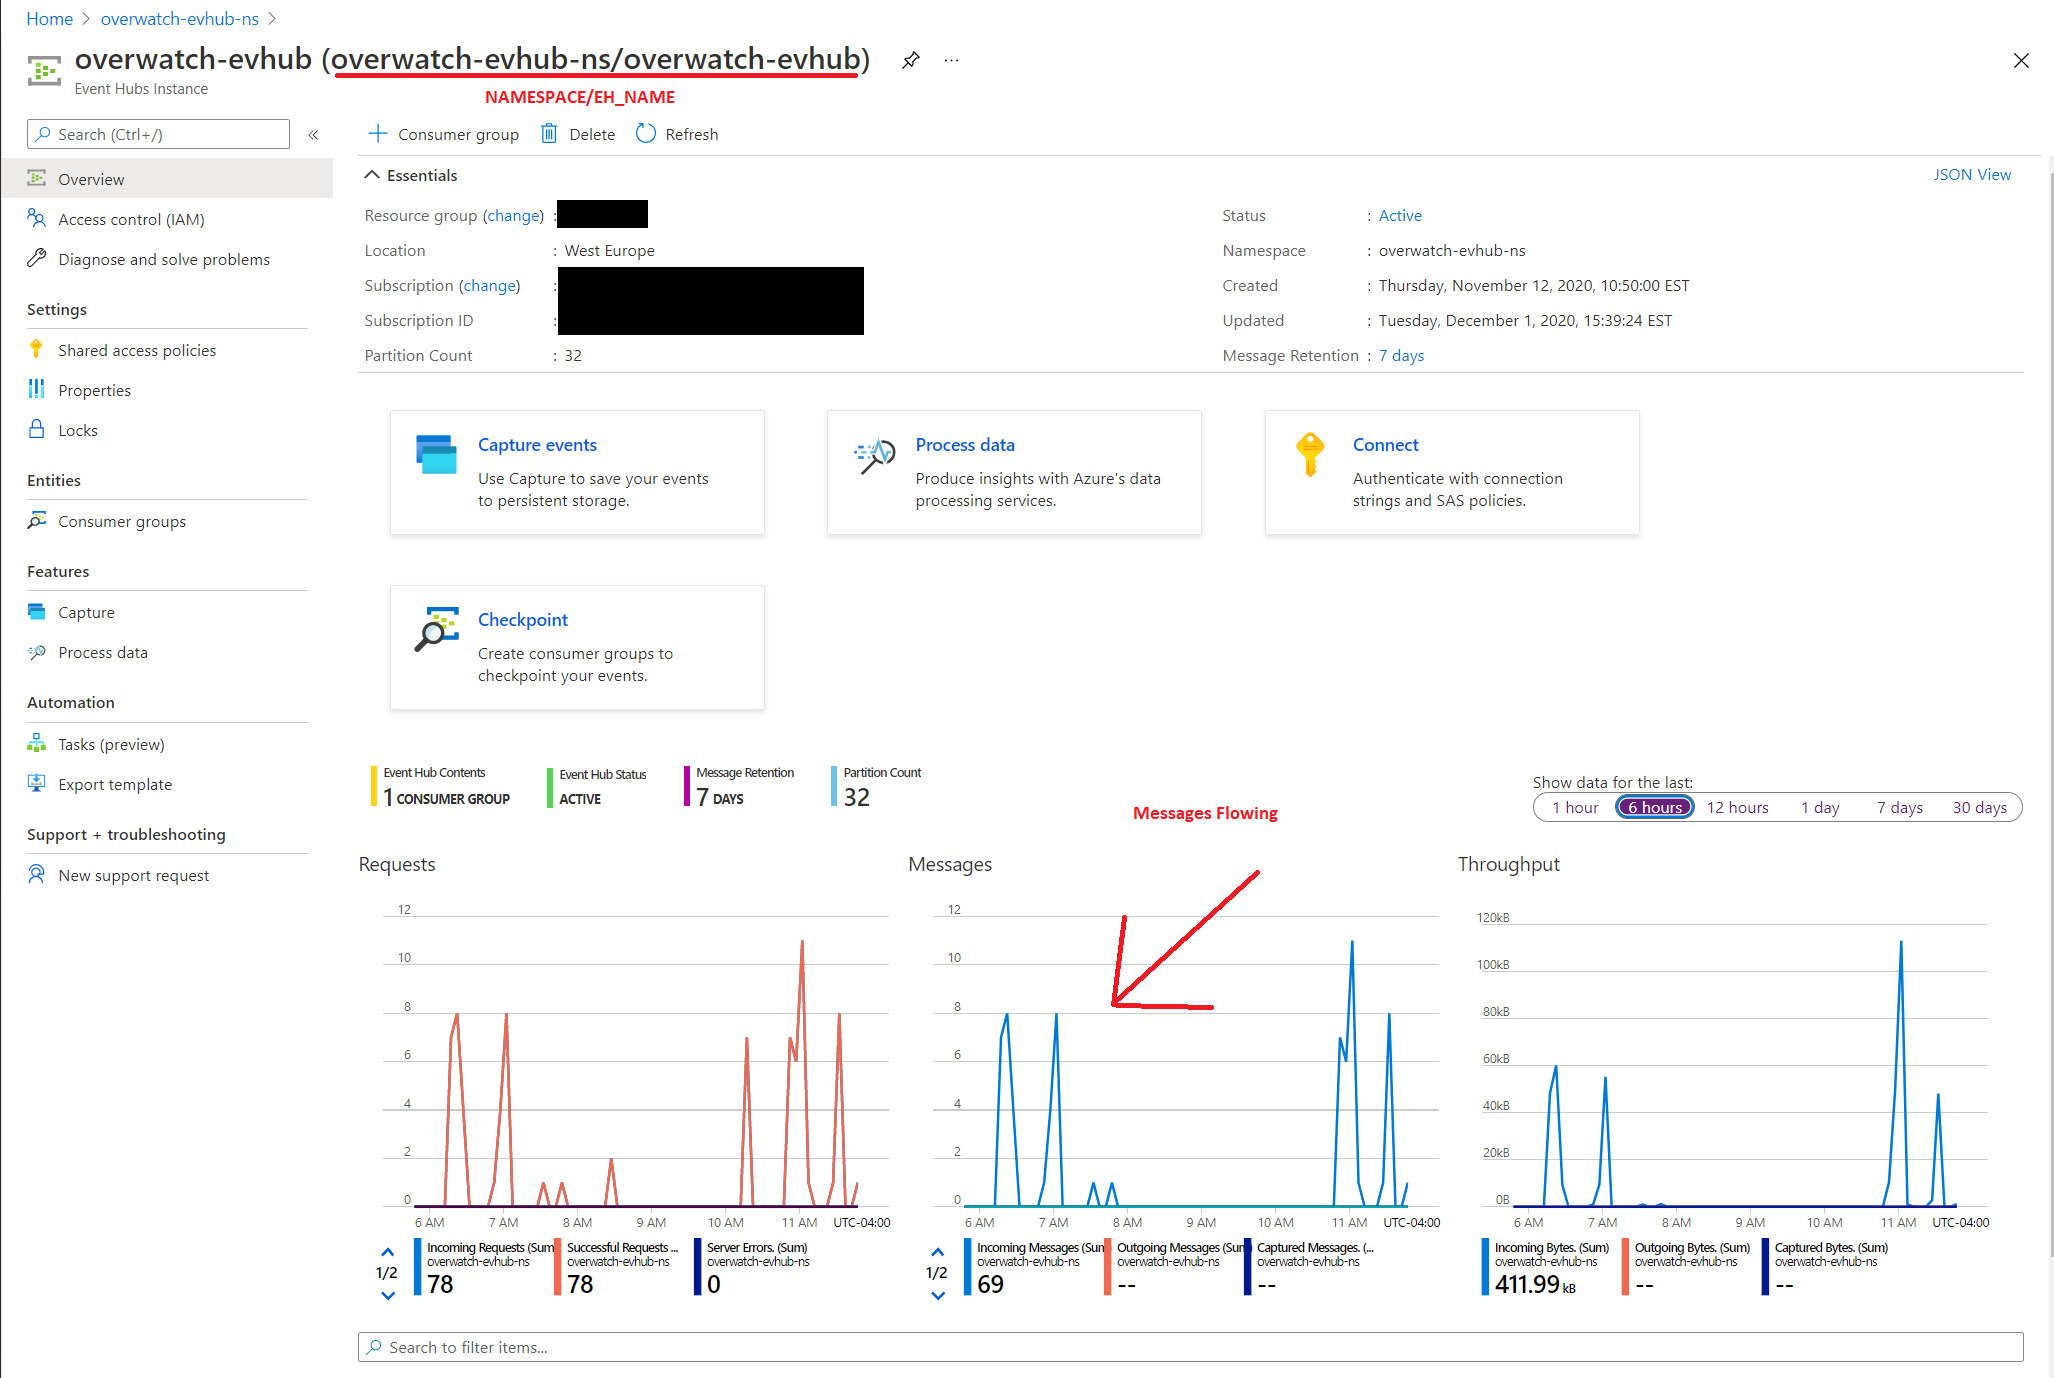 Home > overwatch-evhub-ns >
overwatch-evhub (overwatch-evhub-ns/overwatch-evhub) ...
Event Hubs Instance
NAMESPACE/EH_NAME
Search (Ctrl+/) «
Consumer group Delete Refresh
Overview
Access control (IAM)
Diagnose and solve problems
Settings
Shared access policies
Properties
Locks
Entities
Consumer groups
Features
Capture
Process data
Automation
Tasks (preview)
Export template
Support + troubleshooting
New support request
Essentials
JSON View
Resource group (change) :
Location : West Europe
Subscription (change) :
Subscription ID :
Partition Count : 32
Status : Active
Namespace : overwatch-evhub-ns
Created : Thursday, November 12, 2020, 10:50:00 EST
Updated : Tuesday, December 1, 2020, 15:39:24 EST
Message Retention : 7 days
Capture events
Use Capture to save your events
to persistent storage.
Process data
Produce insights with Azure's data
processing services.
Connect
Authenticate with connection
strings and SAS policies.
Checkpoint
Create consumer groups to
checkpoint your events.
Event Hub Contents
1 CONSUMER GROUP
Event Hub Status
ACTIVE
Message Retention
7 DAYS
Partition Count
32
Messages Flowing
Show data for the last:
1 hour 6 hours 12 hours 1 day 7 days 30 days
Requests
12
10
8
6
4
2
0
6 AM 7 AM 8 AM 9 AM 10 AM 11 AM UTC-04:00
1/2
Incoming Requests (Sum
overwatch-evhub-ns
78
Successful Requests ...
overwatch-evhub-ns
78
Server Errors. (Sum)
overwatch-evhub-ns
0
Messages
12
10
8
6
4
2
0
6 AM 7 AM 8 AM 9 AM 10 AM 11 AM UTC-04:00
1/2
Incoming Messages (Sum
overwatch-evhub-ns
69
Outgoing Messages (Sum
overwatch-evhub-ns
--
Captured Messages. (...
overwatch-evhub-ns
--
Throughput
120kB
100kB
80kB
60kB
40kB
20kB
0B
6 AM 7 AM 8 AM 9 AM 10 AM 11 AM UTC-04:00
Incoming Bytes. (Sum)
overwatch-evhub-ns
411.99 kB
Outgoing Bytes. (Sum)
overwatch-evhub-ns
--
Captured Bytes. (Sum)
overwatch-evhub-ns
--
Search to filter items...